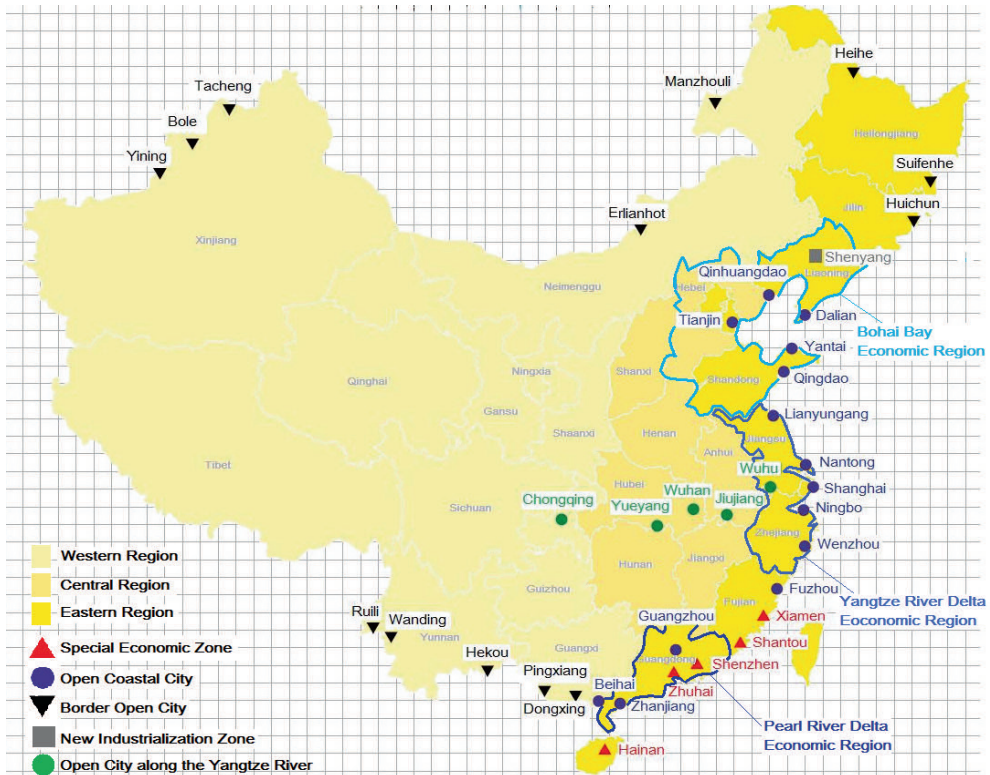 Heihe
Manzhouli
Tacheng
Bole
Yining
Heilongjiang
Suifenhe
Huichun
Jilin
Erlianhot
Xinjiang
Shenyang
Liaoning
Qinhuangdao
Hebei
Neimenggu
Tianjin
Dalian
Bohai Bay
Economic Region
Yantai
Qingdao
Shandong
Shanxi
Ningxia
Qinghai
Gansu
Lianyungang
Jiangsu
Shaanxi
Henan
Anhui
Tibet
Nantong
Wuhu
Shanghai
Hubei
Wuhan
Jiujiang
Chongqing
Yueyang
Sichuan
Ningbo
Zhejiang
Wenzhou
Jiangxi
Hunan
Guizhou
Fuzhou
Fujian
Yangtze River Delta
Eoconomic Region
Xiamen
Guangzhou
Shantou
Ruili
Wanding
Yunnan
Hekou
Guangxi
Guangdong
Shenzhen
Pingxiang
Zhuhai
Beihai
Dongxing
Zhanjiang
Pearl River Delta
Economic Region
Hainan
Western Region
Central Region
Eastern Region
Special Economic Zone
Open Coastal City
Border Open City
New Industrialization Zone
Open City along the Yangtze River